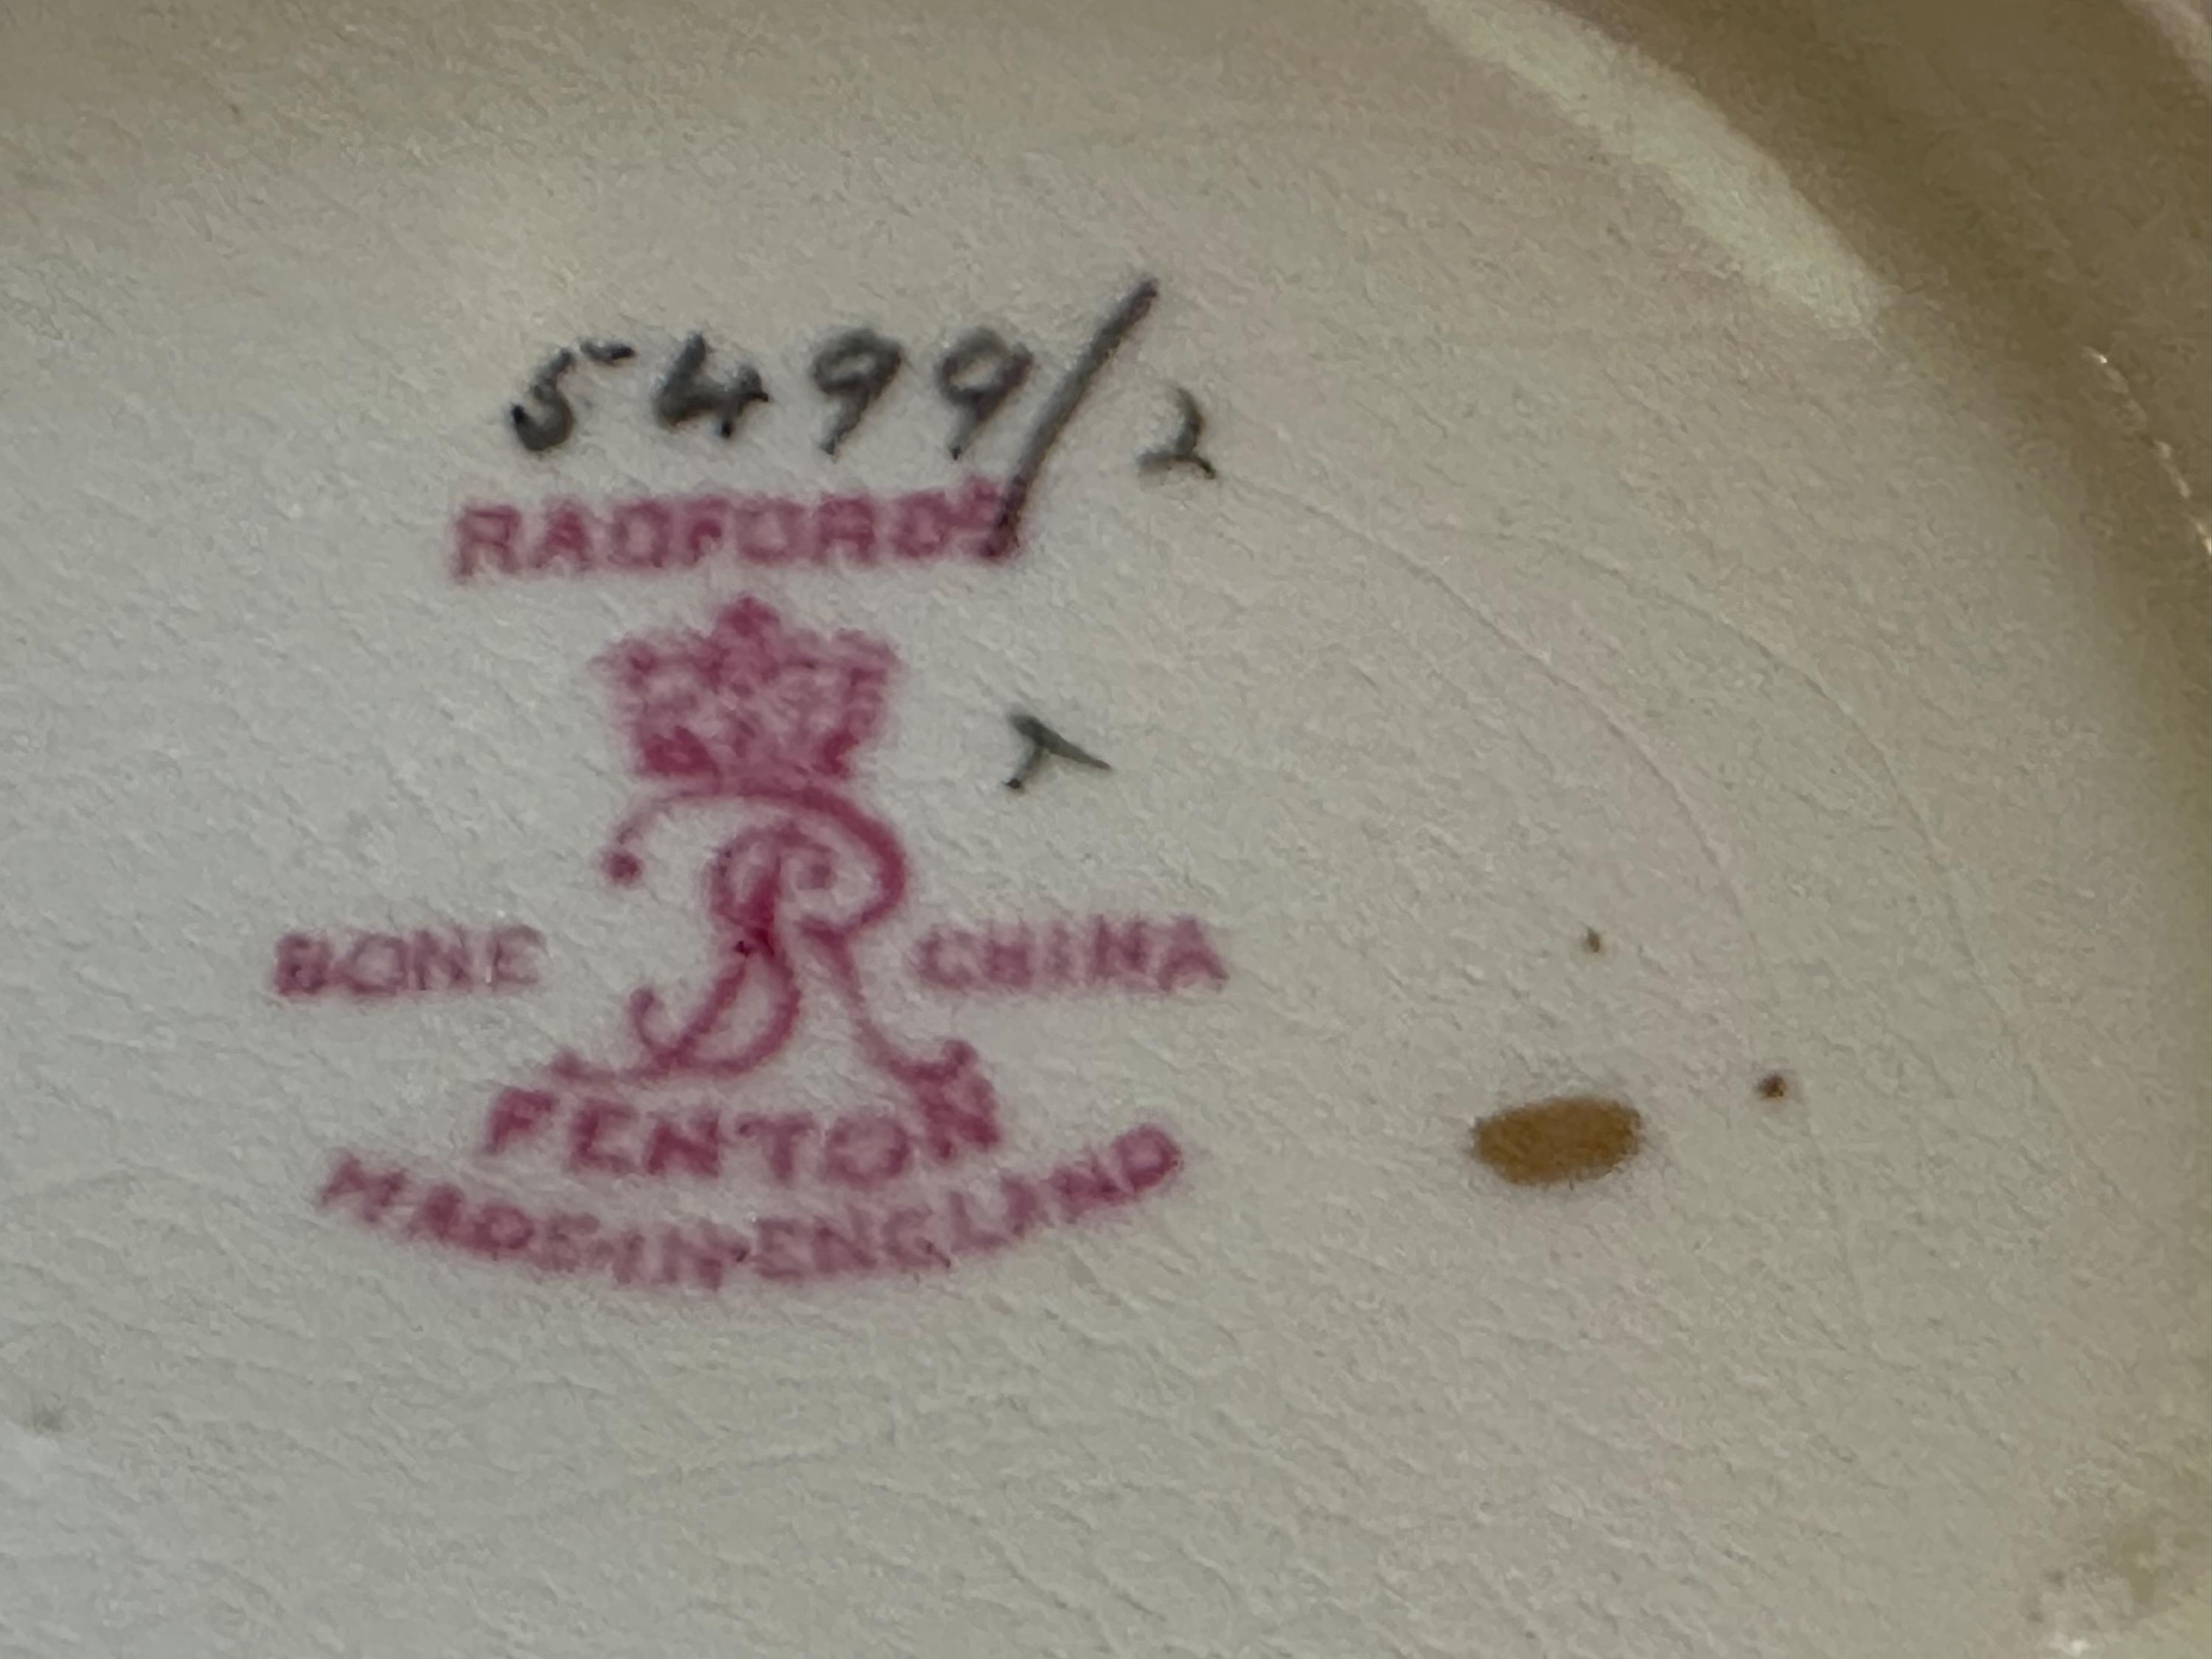 5499/2
RADFORDS
BONE R CHINA
FENTON
MADE IN ENGLAND